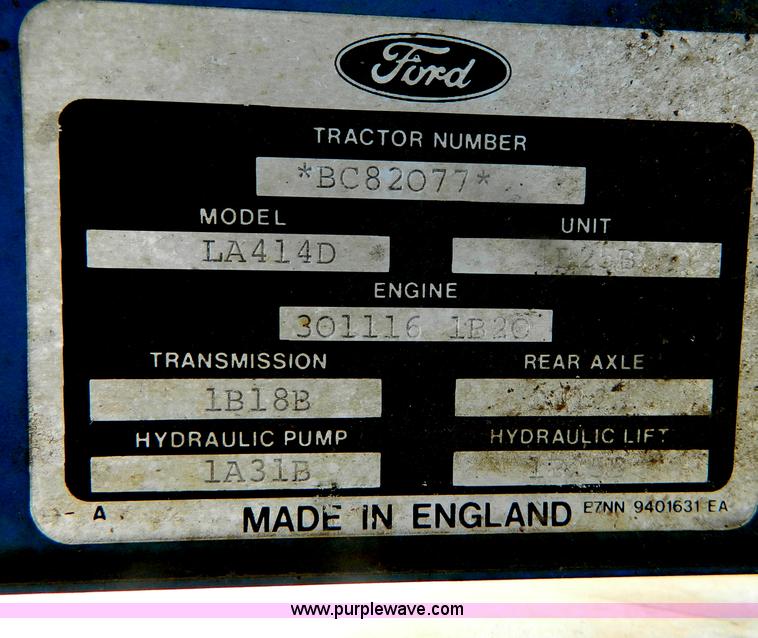 Ford
TRACTOR NUMBER
*BC82077*
MODEL UNIT
LA414D
ENGINE
301116 1B20
TRANSMISSION REAR AXLE
1B18B
HYDRAULIC PUMP HYDRAULIC LIFT
1A31B
- A MADE IN ENGLAND E7NN 9401631 EA
www.purplewave.com